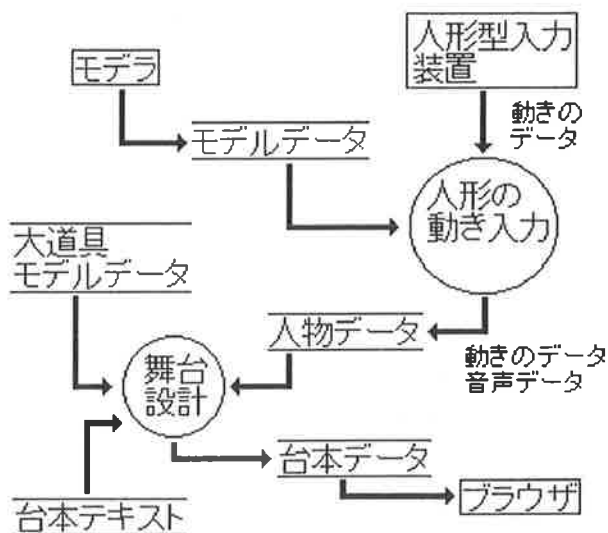 モデラ
人形型入力
装置
動きの
データ
モデルデータ
人形の
動き入力
大道具
モデルデータ
人物データ
動きのデータ
音声データ
舞台
設計
台本データ
台本テキスト
ブラウザ